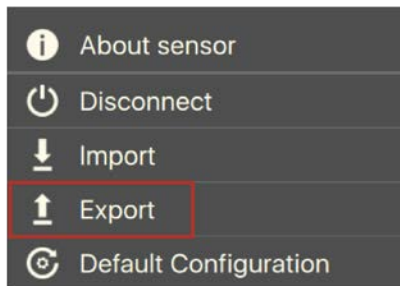 About sensor
Disconnect
Import
Export
Default Configuration